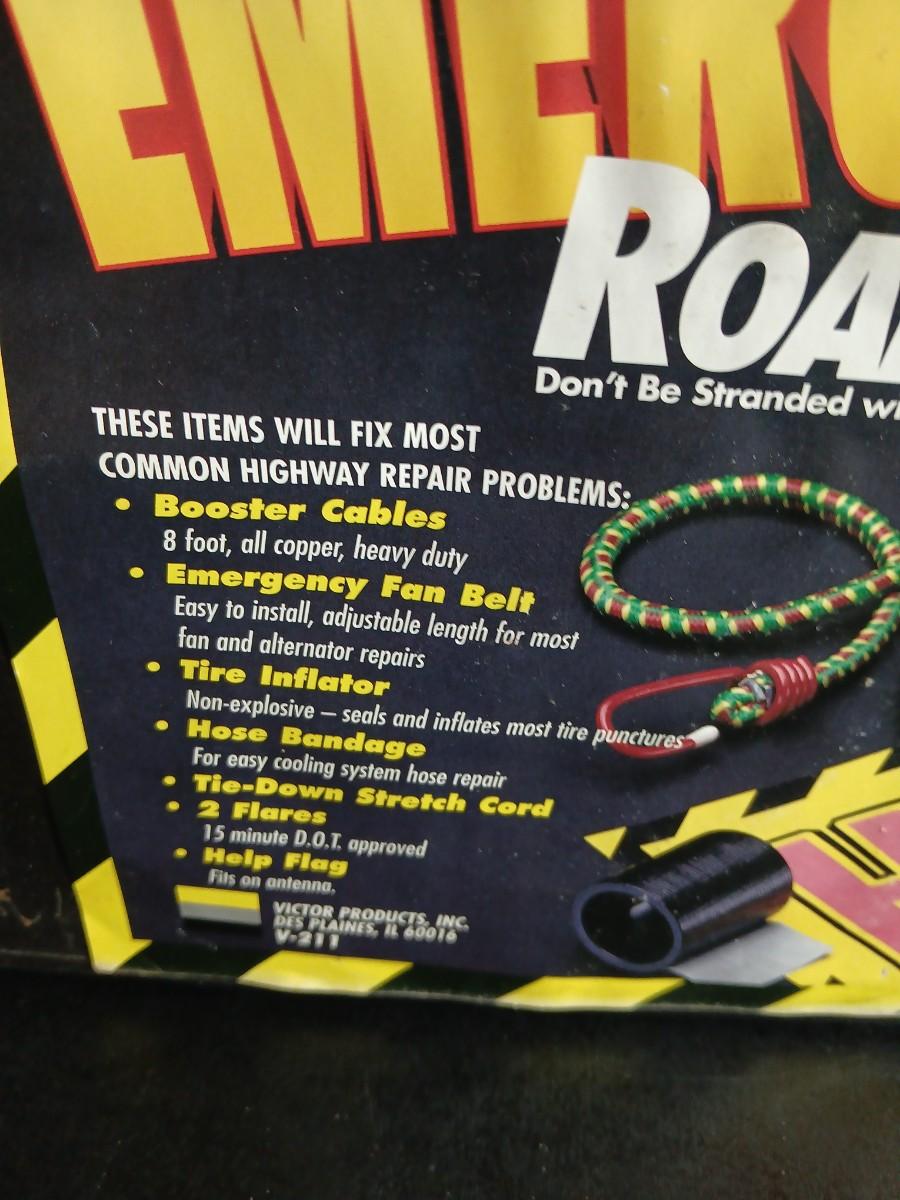 EMERG
ROA
Don't Be Stranded wi
THESE ITEMS WILL FIX MOST
COMMON HIGHWAY REPAIR PROBLEMS:
• Booster Cables
8 foot, all copper, heavy duty
• Emergency Fan Belt
Easy to install, adjustable length for most
fan and alternator repairs
• Tire Inflator
Non-explosive – seals and inflates most tire punctures
• Hose Bandage
For easy cooling system hose repair
• Tie-Down Stretch Cord
• 2 Flares
15 minute D.O.T. approved
• Help Flag
Fits on antenna.
VICTOR PRODUCTS, INC.
DES PLAINES, IL 60016
V-211